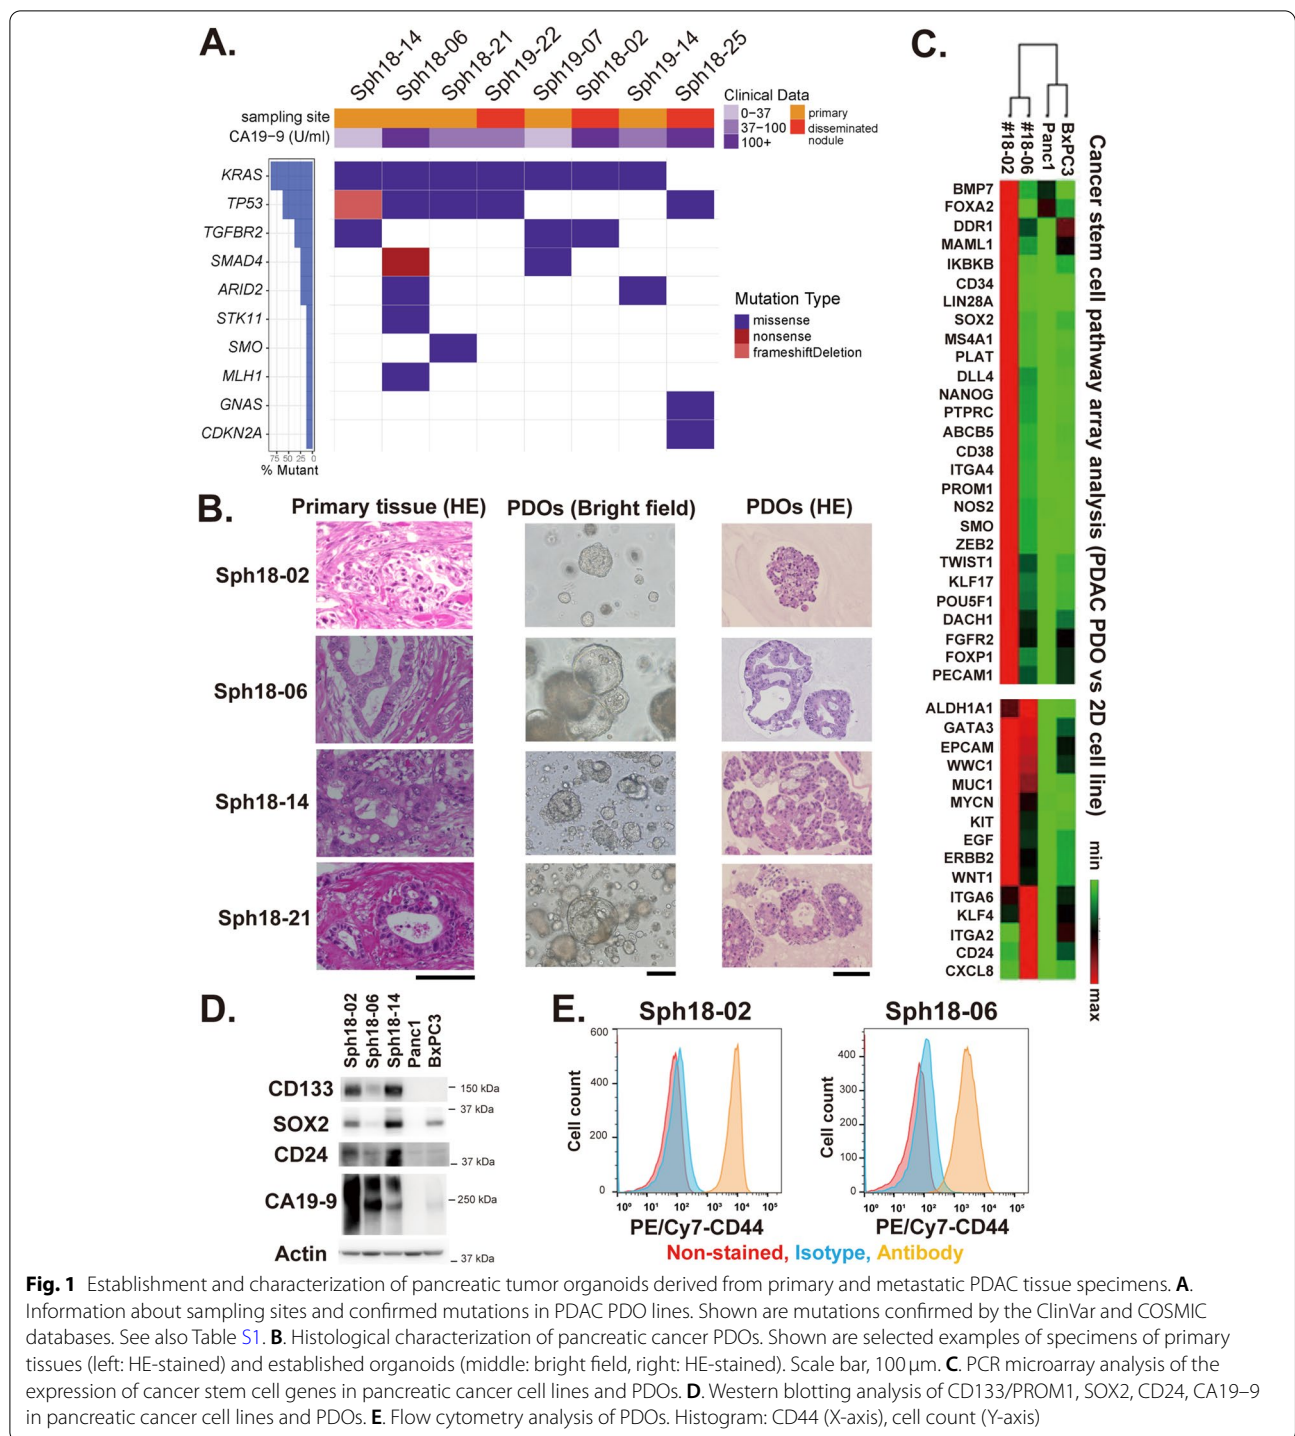 A.
Sph18-14
Sph18-06
Sph18-21
Sph19-22
Sph19-07
Sph18-02
Sph19-14
Sph18-25
sampling site
CA19-9 (U/ml)
Clinical Data
0-37
37-100
100+
primary
disseminated
nodule
KRAS
TP53
TGFBR2
SMAD4
ARID2
STK11
SMO
MLH1
GNAS
CDKN2A
75 50 25 0
% Mutant
Mutation Type
missense
nonsense
frameshiftDeletion
B.
Primary tissue (HE)
PDOs (Bright field)
PDOs (HE)
Sph18-02
Sph18-06
Sph18-14
Sph18-21
C.
#18-02
#18-06
Panc1
BxPC3
BMP7
FOXA2
DDR1
MAML1
IKBKB
CD34
LIN28A
SOX2
MS4A1
PLAT
DLL4
NANOG
PTPRC
ABCB5
CD38
ITGA4
PROM1
NOS2
SMO
ZEB2
TWIST1
KLF17
POU5F1
DACH1
FGFR2
FOXP1
PECAM1
ALDH1A1
GATA3
EPCAM
WWC1
MUC1
MYCN
KIT
EGF
ERBB2
WNT1
ITGA6
KLF4
ITGA2
CD24
CXCL8
Cancer stem cell pathway array analysis (PDAC PDO vs 2D cell line)
min
max
D.
Sph18-02
Sph18-06
Sph18-14
Panc1
BxPC3
CD133
150 kDa
37 kDa
SOX2
CD24
37 kDa
CA19-9
250 kDa
Actin
37 kDa
E.
Sph18-02
600
400
200
0
Cell count
10⁰ 10¹ 10² 10³ 10⁴ 10⁵
PE/Cy7-CD44
Sph18-06
400
300
200
100
0
Cell count
10⁰ 10¹ 10² 10³ 10⁴ 10⁵
PE/Cy7-CD44
Non-stained, Isotype, Antibody
Fig. 1 Establishment and characterization of pancreatic tumor organoids derived from primary and metastatic PDAC tissue specimens. A.
Information about sampling sites and confirmed mutations in PDAC PDO lines. Shown are mutations confirmed by the ClinVar and COSMIC
databases. See also Table S1. B. Histological characterization of pancreatic cancer PDOs. Shown are selected examples of specimens of primary
tissues (left: HE-stained) and established organoids (middle: bright field, right: HE-stained). Scale bar, 100 μm. C. PCR microarray analysis of the
expression of cancer stem cell genes in pancreatic cancer cell lines and PDOs. D. Western blotting analysis of CD133/PROM1, SOX2, CD24, CA19–9
in pancreatic cancer cell lines and PDOs. E. Flow cytometry analysis of PDOs. Histogram: CD44 (X-axis), cell count (Y-axis)